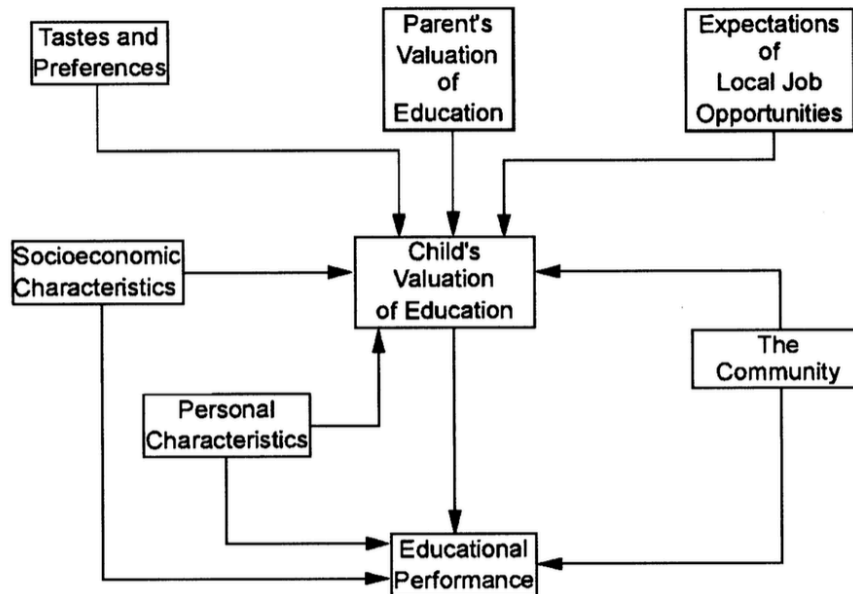 Tastes and
Preferences
Parent's
Valuation
of
Education
Expectations
of
Local Job
Opportunities
Socioeconomic
Characteristics
Child's
Valuation
of Education
The
Community
Personal
Characteristics
Educational
Performance